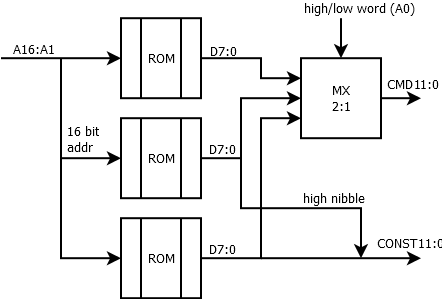 high/low word (A0)
A16:A1
ROM
D7:0
MX
2:1
CMD11:0
16 bit
addr
ROM
D7:0
high nibble
ROM
D7:0
CONST11:0